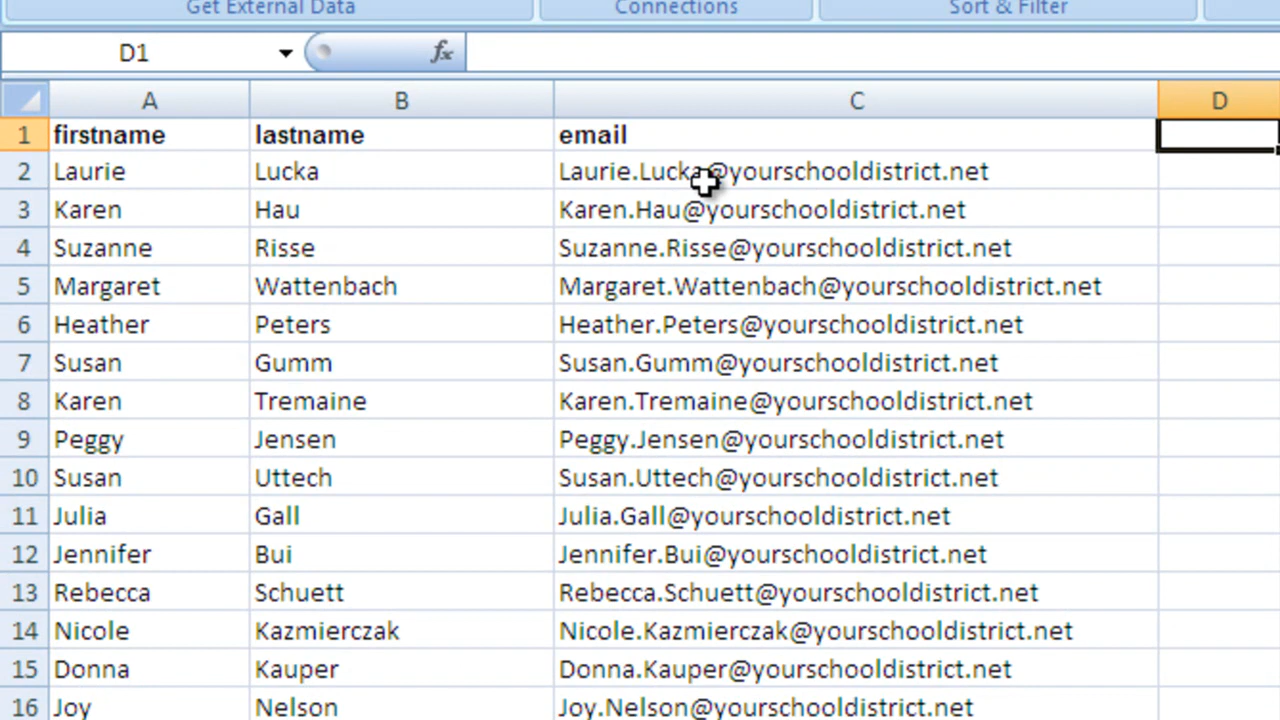 Get External Data Connections Sort & Filter
D1 fx
A B C D
1 firstname lastname email
2 Laurie Lucka Laurie.Lucka@yourschooldistrict.net
3 Karen Hau Karen.Hau@yourschooldistrict.net
4 Suzanne Risse Suzanne.Risse@yourschooldistrict.net
5 Margaret Wattenbach Margaret.Wattenbach@yourschooldistrict.net
6 Heather Peters Heather.Peters@yourschooldistrict.net
7 Susan Gumm Susan.Gumm@yourschooldistrict.net
8 Karen Tremaine Karen.Tremaine@yourschooldistrict.net
9 Peggy Jensen Peggy.Jensen@yourschooldistrict.net
10 Susan Uttech Susan.Uttech@yourschooldistrict.net
11 Julia Gall Julia.Gall@yourschooldistrict.net
12 Jennifer Bui Jennifer.Bui@yourschooldistrict.net
13 Rebecca Schuett Rebecca.Schuett@yourschooldistrict.net
14 Nicole Kazmierczak Nicole.Kazmierczak@yourschooldistrict.net
15 Donna Kauper Donna.Kauper@yourschooldistrict.net
16 Joy Nelson Joy.Nelson@yourschooldistrict.net